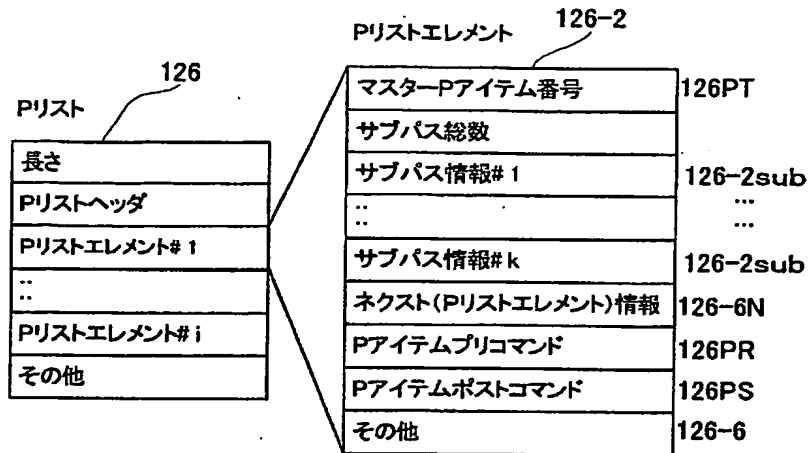 126-2
Pリストエレメント
126
Pリスト
長さ
Pリストヘッダ
Pリストエレメント#1
::
Pリストエレメント#i
その他
マスターPアイテム番号 126PT
サブパス総数
サブパス情報#1 126-2sub
:: ...
:: ...
サブパス情報#k 126-2sub
ネクスト(Pリストエレメント)情報 126-6N
Pアイテムプリコマンド 126PR
Pアイテムポストコマンド 126PS
その他 126-6